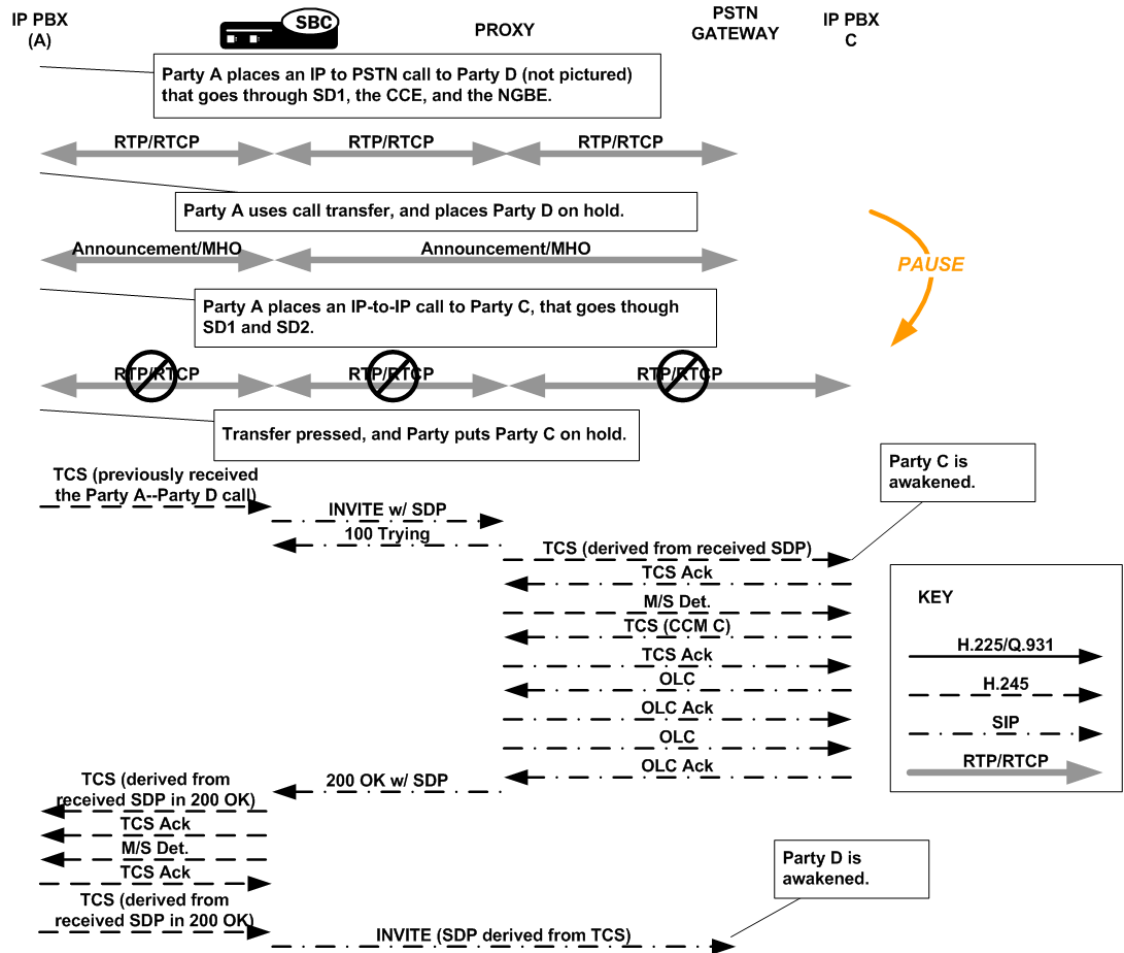 IP PBX
(A)
SBC
PROXY
PSTN
GATEWAY
IP PBX
C
Party A places an IP to PSTN call to Party D (not pictured)
that goes through SD1, the CCE, and the NGBE.
RTP/RTCP
RTP/RTCP
RTP/RTCP
Party A uses call transfer, and places Party D on hold.
Announcement/MHO
Announcement/MHO
PAUSE
Party A places an IP-to-IP call to Party C, that goes though
SD1 and SD2.
RTP/RTCP
RTP/RTCP
RTP/RTCP
Transfer pressed, and Party puts Party C on hold.
Party C is
awakened.
TCS (previously received
the Party A--Party D call)
INVITE w/ SDP
100 Trying
TCS (derived from received SDP)
TCS Ack
M/S Det.
TCS (CCM C)
TCS Ack
OLC
OLC Ack
OLC
OLC Ack
KEY
H.225/Q.931
H.245
SIP
RTP/RTCP
200 OK w/ SDP
TCS (derived from
received SDP in 200 OK)
TCS Ack
M/S Det.
TCS Ack
TCS (derived from
received SDP in 200 OK)
Party D is
awakened.
INVITE (SDP derived from TCS)